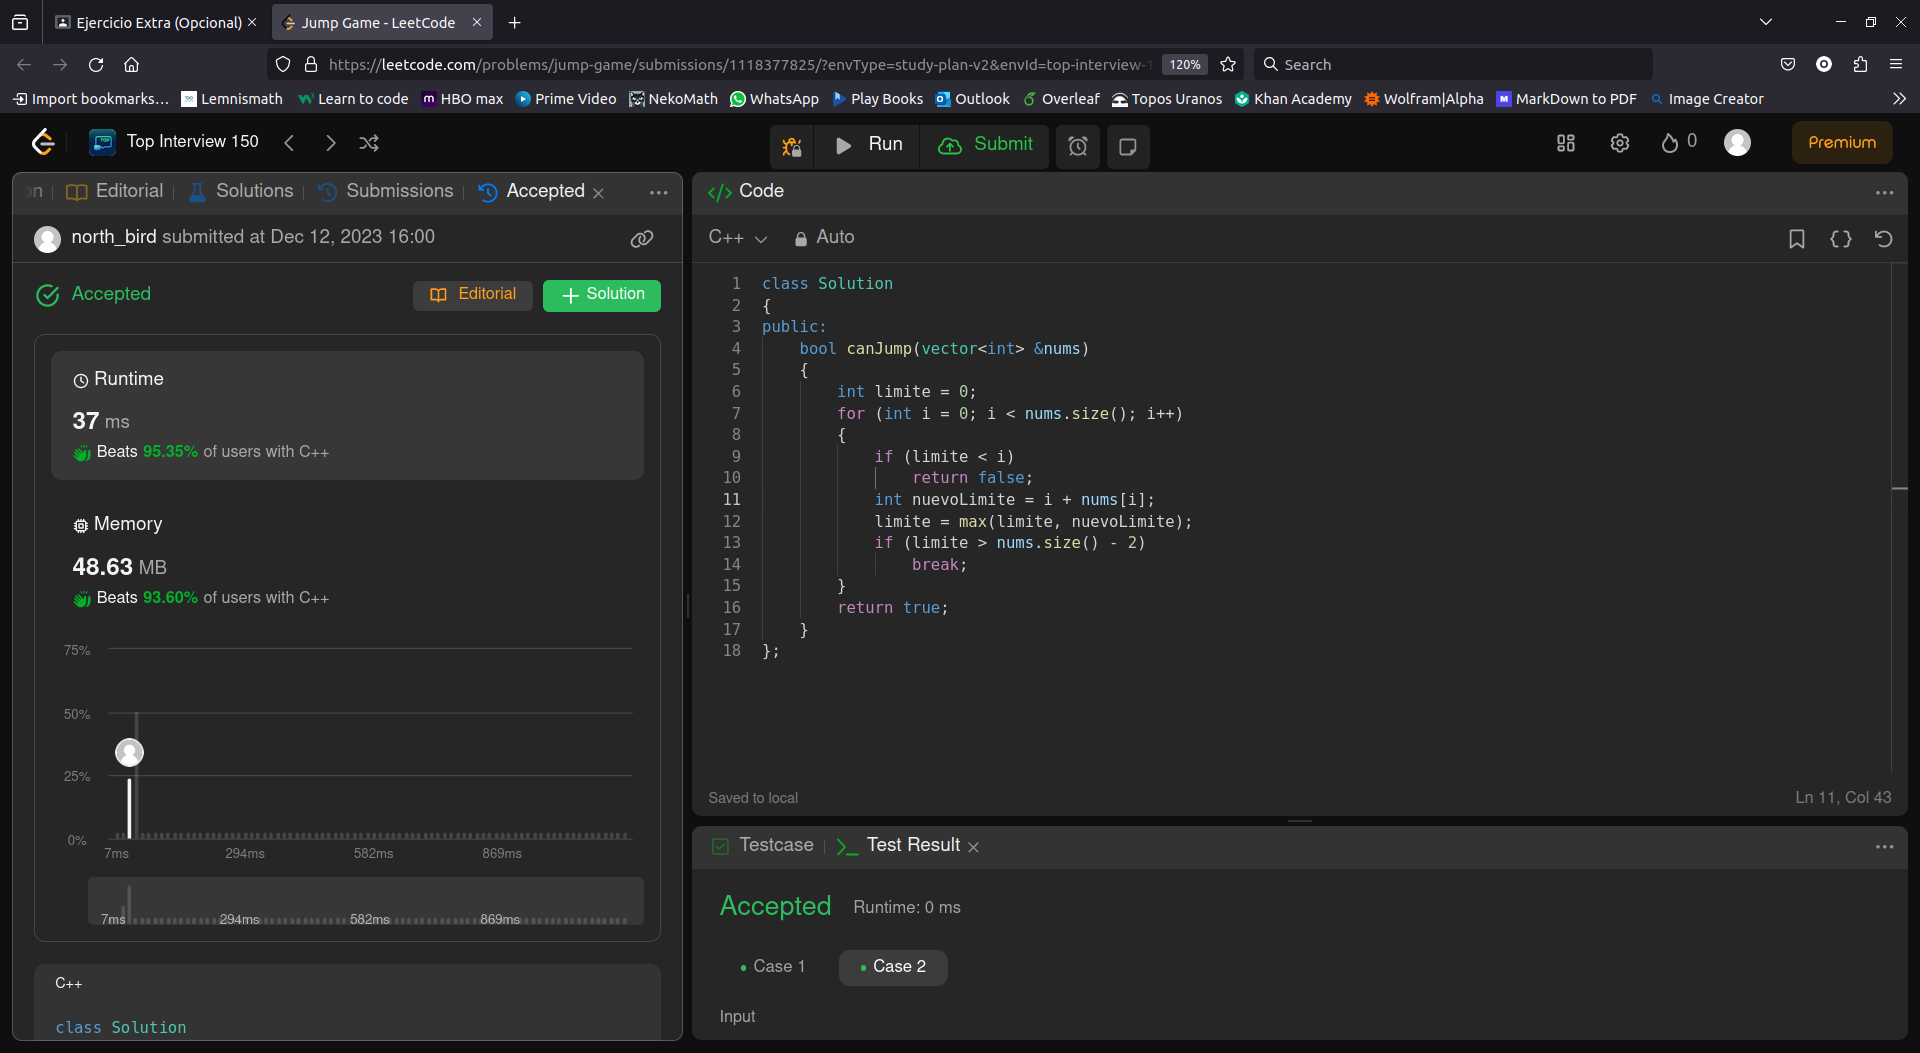 Ejercicio Extra (Opcional)
Jump Game - LeetCode
https://leetcode.com/problems/jump-game/submissions/1118377825/?envType=study-plan-v2&envId=top-interview-
120%
Search
Import bookmarks...
Lemnismath
Learn to code
HBO max
Prime Video
NekoMath
WhatsApp
Play Books
Outlook
Overleaf
Topos Uranos
Khan Academy
Wolfram|Alpha
MarkDown to PDF
Image Creator
Top Interview 150
Run
Submit
0
Premium
on
Editorial
Solutions
Submissions
Accepted
north_bird submitted at Dec 12, 2023 16:00
Accepted
Editorial
Solution
Runtime
37 ms
Beats 95.35% of users with C++
Memory
48.63 MB
Beats 93.60% of users with C++
75%
50%
25%
0%
7ms 294ms 582ms 869ms
7ms 294ms 582ms 869ms
C++
class Solution
</> Code
C++
Auto
1 class Solution
2 {
3 public:
4 bool canJump(vector<int> &nums)
5 {
6 int limite = 0;
7 for (int i = 0; i < nums.size(); i++)
8 {
9 if (limite < i)
10 return false;
11 int nuevoLimite = i + nums[i];
12 limite = max(limite, nuevoLimite);
13 if (limite > nums.size() - 2)
14 break;
15 }
16 return true;
17 }
18 };
Saved to local
Ln 11, Col 43
Testcase
Test Result
Accepted
Runtime: 0 ms
Case 1
Case 2
Input